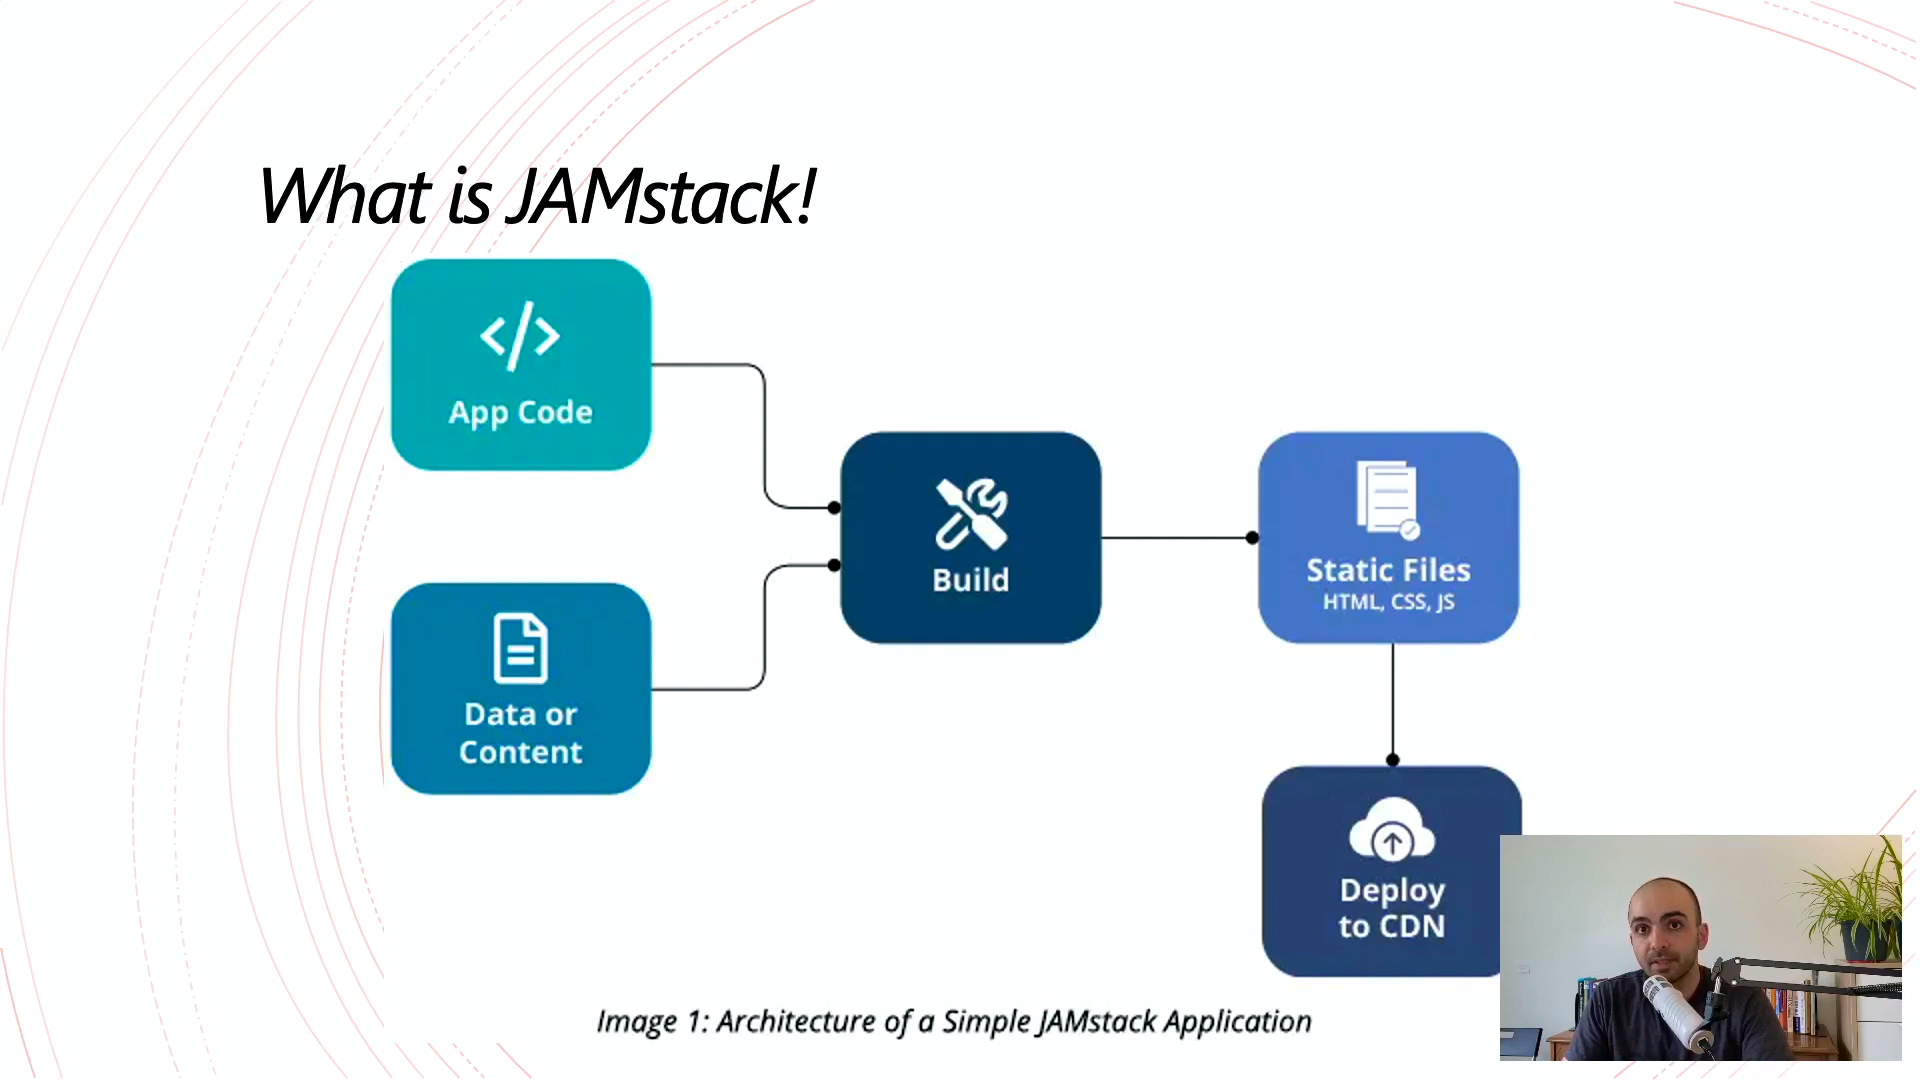 What is JAMstack!
App Code
Data or
Content
Build
Static Files
HTML, CSS, JS
Deploy
to CDN
Image 1: Architecture of a Simple JAMstack Application